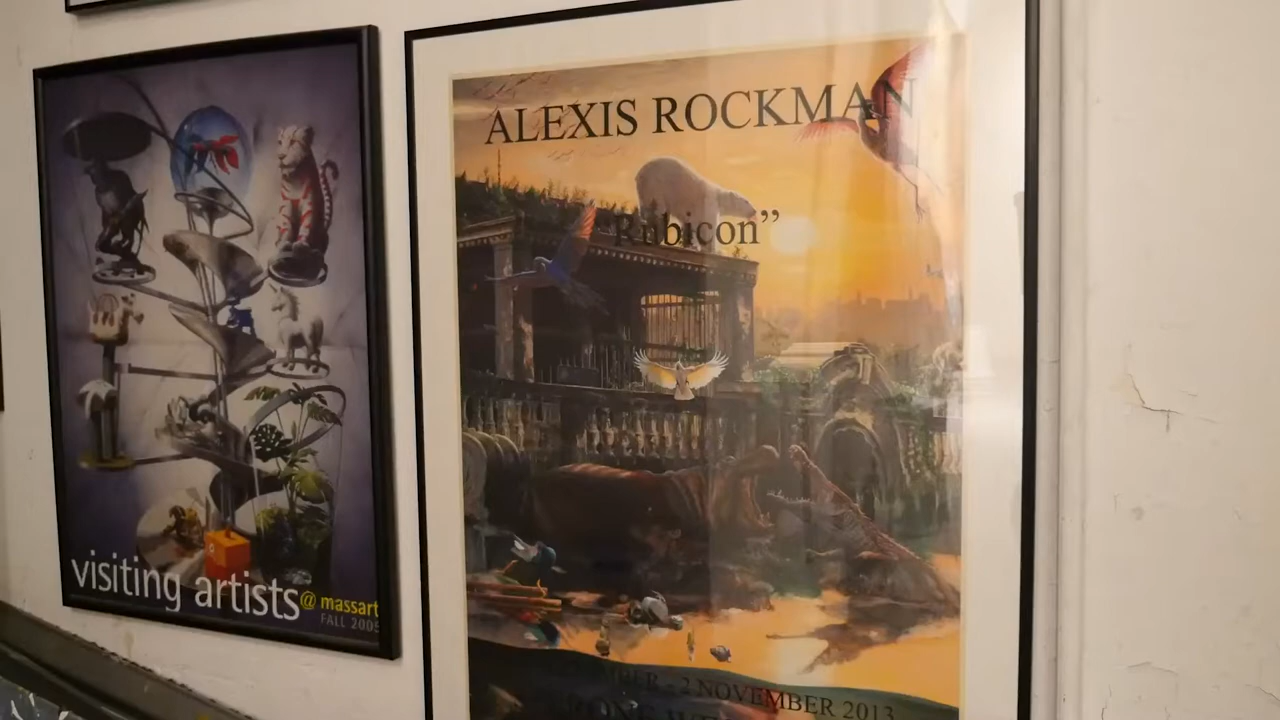 visiting artists @ massart
FALL 2005
ALEXIS ROCKMAN
"Rubicon"
- 2 NOVEMBER 2013